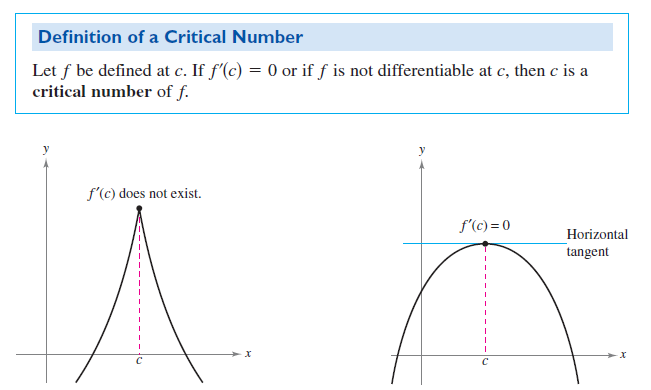 Definition of a Critical Number
Let f be defined at c. If f′(c) = 0 or if f is not differentiable at c, then c is a
critical number of f.
y
f′(c) does not exist.
c
x
y
f′(c) = 0
Horizontal
tangent
c
x